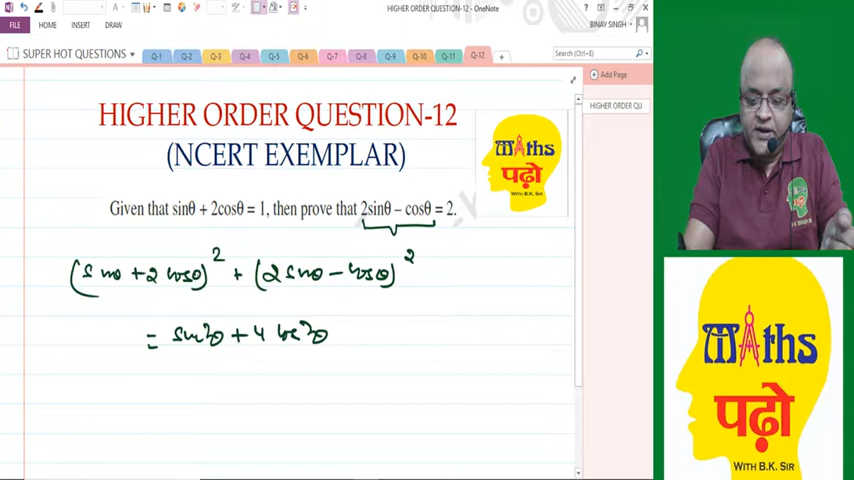 HIGHER ORDER QUESTION-12 - OneNote
BINAY SINGH
FILE HOME INSERT DRAW
SUPER HOT QUESTIONS
Q-1 Q-2 Q-3 Q-4 Q-5 Q-6 Q-7 Q-8 Q-9 Q-10 Q-11 Q-12
Search (Ctrl+E)
Add Page
HIGHER ORDER QU
HIGHER ORDER QUESTION-12
(NCERT EXEMPLAR)
Maths
पढ़ो
WITH B.K. SIR
Given that sinθ + 2cosθ = 1, then prove that 2sinθ – cosθ = 2.
(sinθ + 2 cosθ)² + (2 sinθ - cosθ)²
= sin²θ + 4 cos²θ
Maths
पढ़ो
WITH B.K. SIR